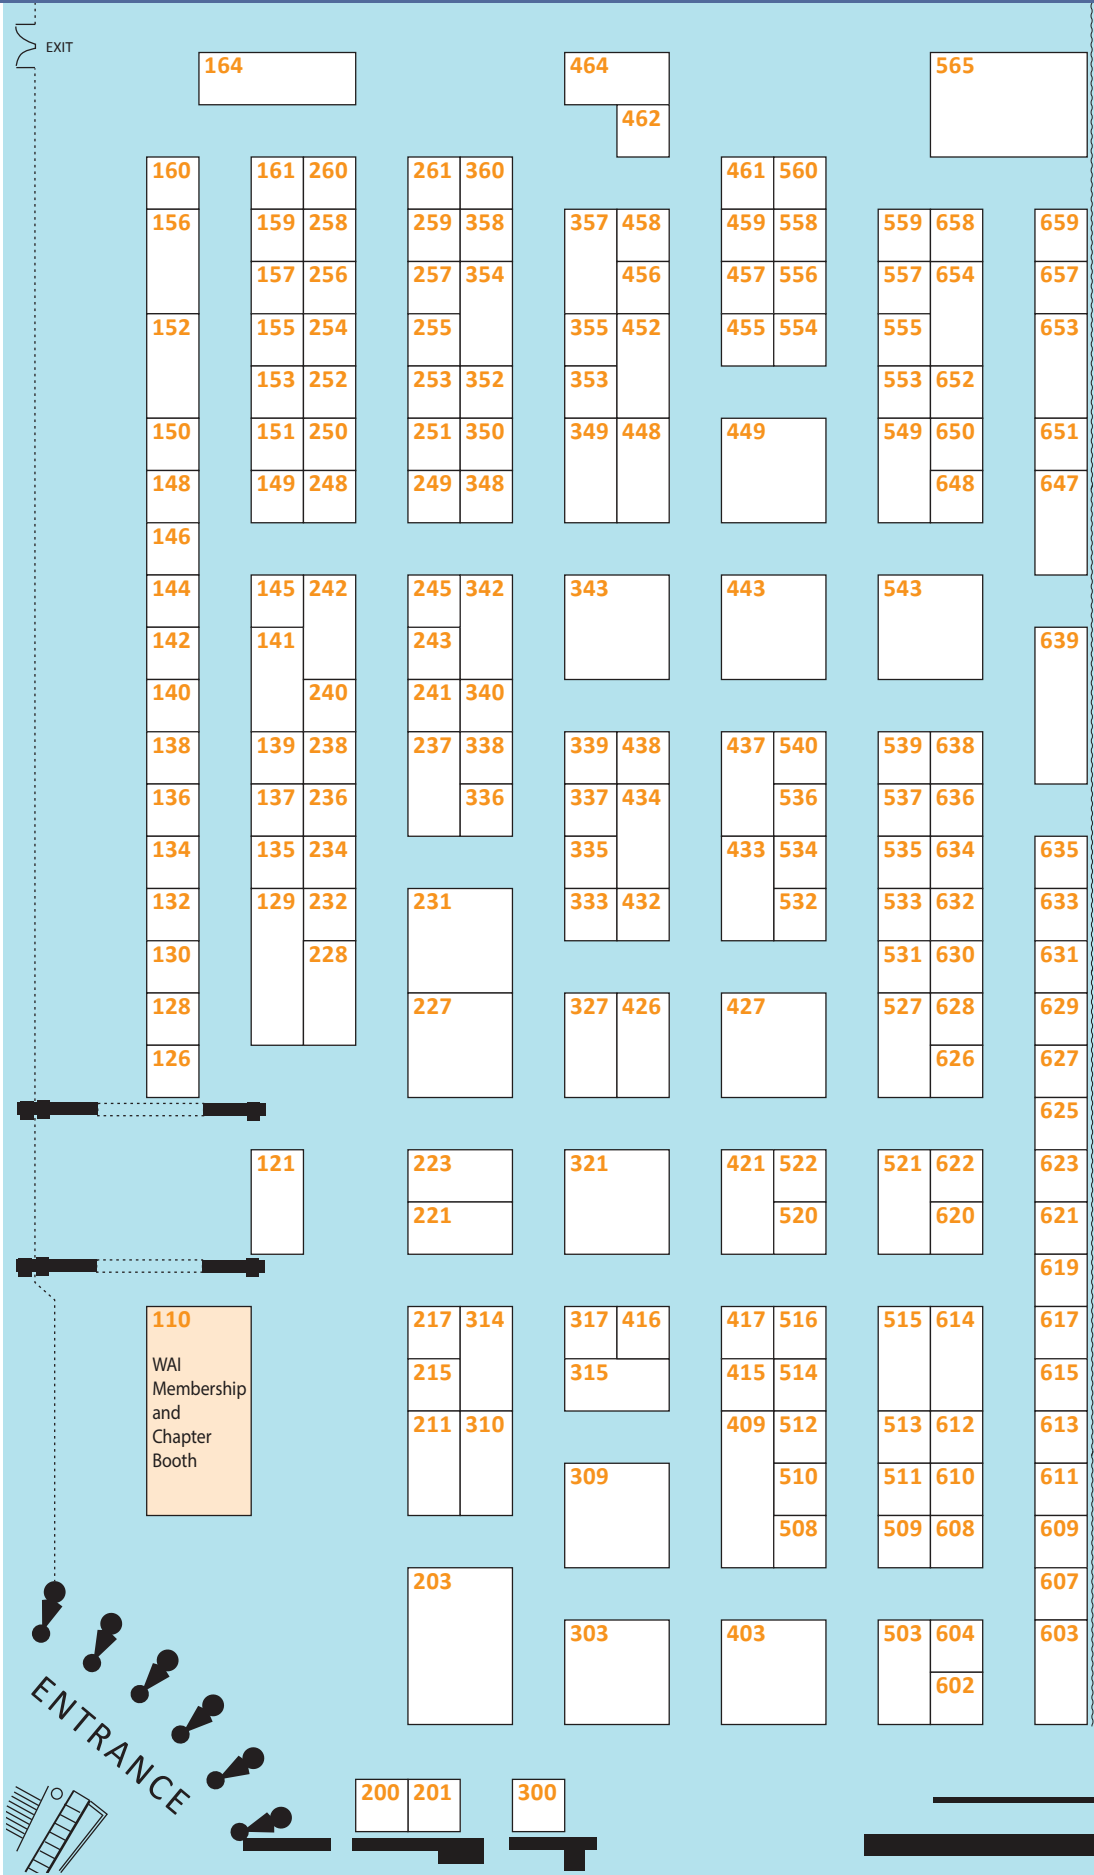 EXIT
164 464 565
462
160 161 260 261 360 461 560
156 159 258 259 358 357 458 459 558 559 658 659
157 256 257 354 456 457 556 557 654 657
152 155 254 255 355 452 455 554 555 653
153 252 253 352 353 553 652
150 151 250 251 350 349 448 449 549 650 651
148 149 248 249 348 648 647
146
144 145 242 245 342 343 443 543
142 141 243 639
140 240 241 340
138 139 238 237 338 339 438 437 540 539 638
136 137 236 336 337 434 536 537 636
134 135 234 335 433 534 535 634 635
132 129 232 231 333 432 532 533 632 633
130 228 531 630 631
128 227 327 426 427 527 628 629
126 626 627
625
121 223 321 421 522 521 622 623
221 520 620 621
619
110 217 314 317 416 417 516 515 614 617
WAI
Membership
and
Chapter
Booth
215 315 415 514 615
211 310 409 512 513 612 613
309 510 511 610 611
508 509 608 609
203 607
303 403 503 604 603
602
ENTRANCE
200 201 300